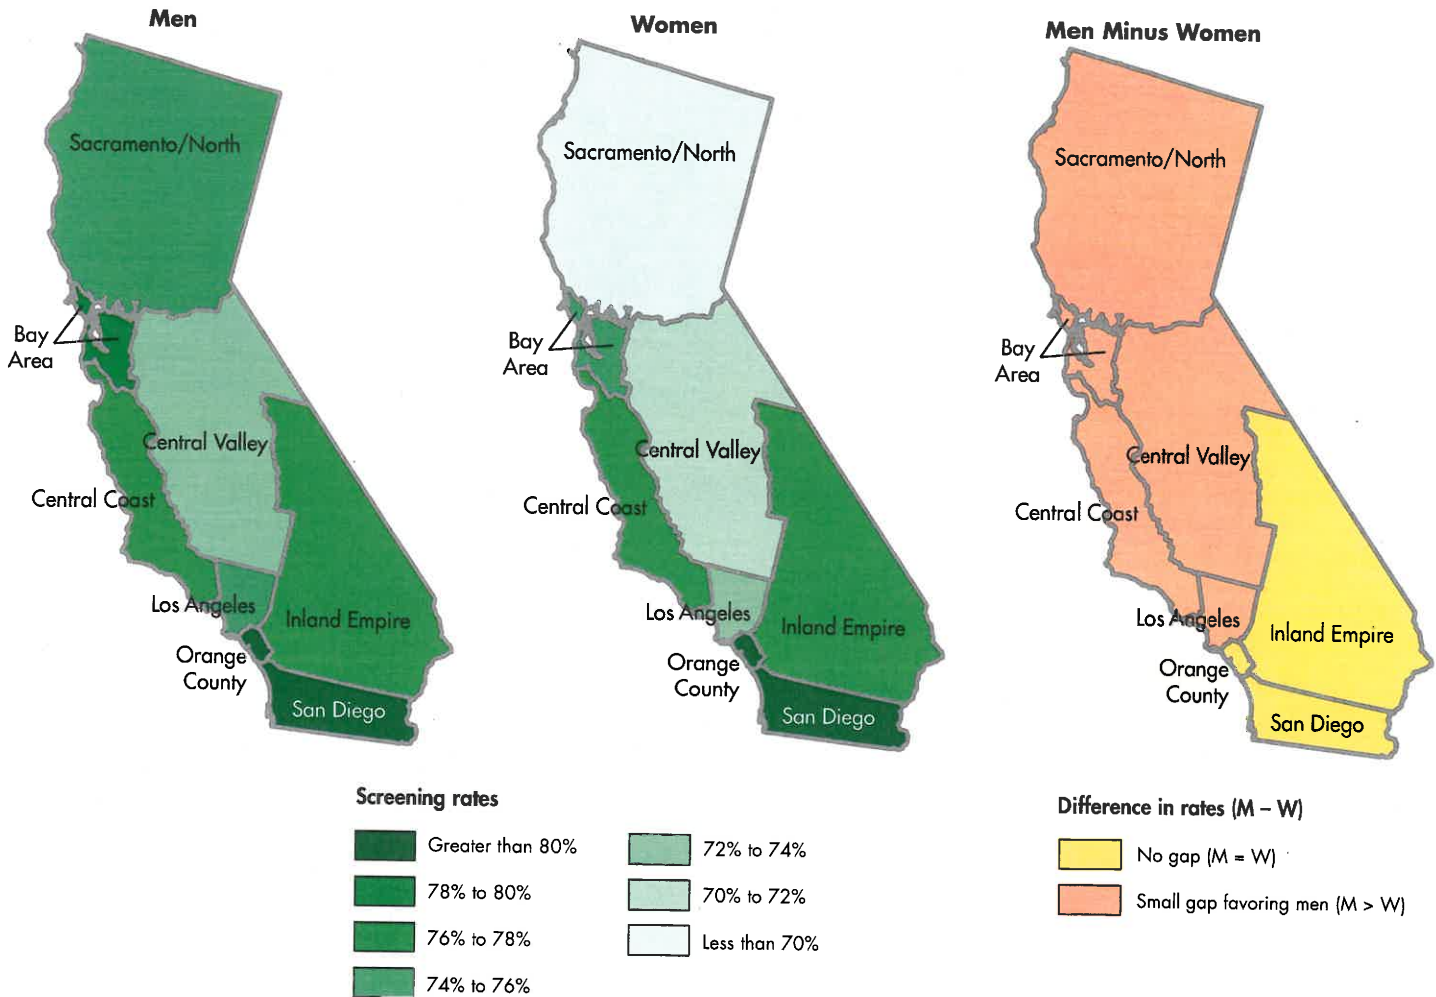 Men
Sacramento/North
Bay
Area
Central Valley
Central Coast
Los Angeles
Inland Empire
Orange
County
San Diego
Women
Sacramento/North
Bay
Area
Central Valley
Central Coast
Los Angeles
Inland Empire
Orange
County
San Diego
Men Minus Women
Sacramento/North
Bay
Area
Central Valley
Central Coast
Los Angeles
Inland Empire
Orange
County
San Diego
Screening rates
Greater than 80%
78% to 80%
76% to 78%
74% to 76%
72% to 74%
70% to 72%
Less than 70%
Difference in rates (M – W)
No gap (M = W)
Small gap favoring men (M > W)